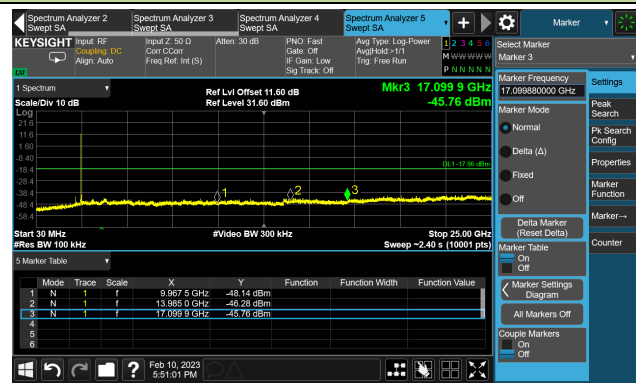 Spectrum Analyzer 2
Swept SA
Spectrum Analyzer 3
Swept SA
Spectrum Analyzer 4
Swept SA
Spectrum Analyzer 5
Swept SA
Marker
KEYSIGHT
Input: RF
Coupling: DC
Align: Auto
Input Z: 50 Ω
Corr CCorr
Freq Ref: Int (S)
Atten: 30 dB
PNO: Fast
Gate: Off
IF Gain: Low
Sig Track: Off
Avg Type: Log-Power
Avg|Hold:>1/1
Trig: Free Run
1 2 3 4 5 6
M W W W W W
P N N N N N
Select Marker
Marker 3
LXI
1 Spectrum
Scale/Div 10 dB
Ref Lvl Offset 11.60 dB
Ref Level 31.60 dBm
Mkr3 17.099 9 GHz
-45.76 dBm
Log
21.6
11.6
1.60
-8.40
-18.4
-28.4
-38.4
-48.4
-58.4
DL1 -17.96 dBm
1
2
3
Start 30 MHz
#Res BW 100 kHz
#Video BW 300 kHz
Stop 25.00 GHz
Sweep ~2.40 s (10001 pts)
5 Marker Table
Mode Trace Scale X Y Function Function Width Function Value
1 N 1 f 9.967 5 GHz -48.14 dBm
2 N 1 f 13.985 0 GHz -46.28 dBm
3 N 1 f 17.099 9 GHz -45.76 dBm
4
5
6
Marker Frequency
17.099880000 GHz
Marker Mode
Normal
Delta (Δ)
Fixed
Off
Delta Marker
(Reset Delta)
Marker Table
On
Off
Marker Settings
Diagram
All Markers Off
Couple Markers
On
Off
Settings
Peak
Search
Pk Search
Config
Properties
Marker
Function
Marker→
Counter
?
Feb 10, 2023
5:51:01 PM